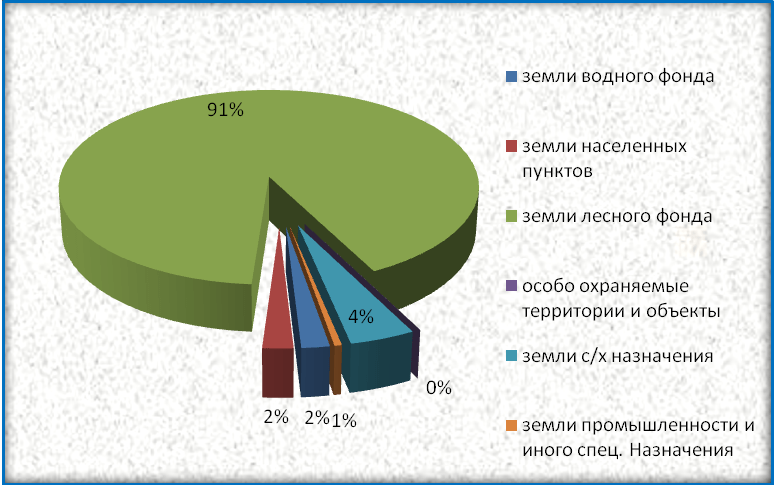 91%
4%
0%
2%
2%
1%
земли водного фонда
земли населенных
пунктов
земли лесного фонда
особо охраняемые
территории и объекты
земли с/х назначения
земли промышленности и
иного спец. Назначения